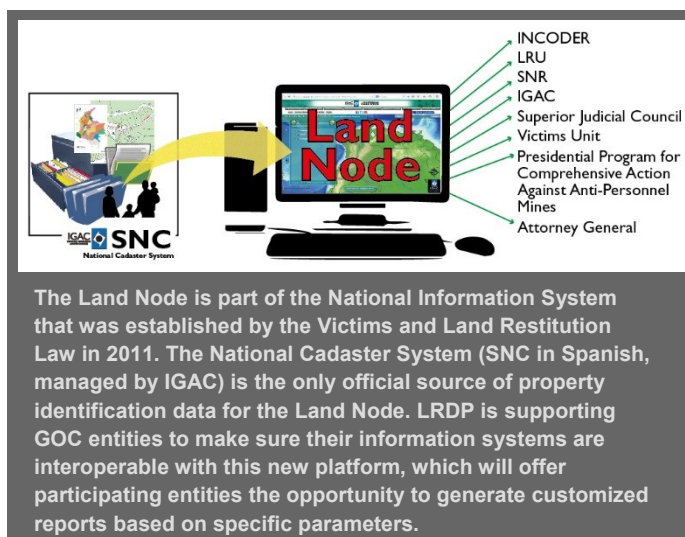 INCODER
LRU
SNR
IGAC
Superior Judicial Council
Victims Unit
Presidential Program for
Comprehensive Action
Against Anti-Personnel
Mines
Attorney General
Land
Node
IGAC SNC
National Cadaster System
The Land Node is part of the National Information System
that was established by the Victims and Land Restitution
Law in 2011. The National Cadaster System (SNC in Spanish,
managed by IGAC) is the only official source of property
identification data for the Land Node. LRDP is supporting
GOC entities to make sure their information systems are
interoperable with this new platform, which will offer
participating entities the opportunity to generate customized
reports based on specific parameters.